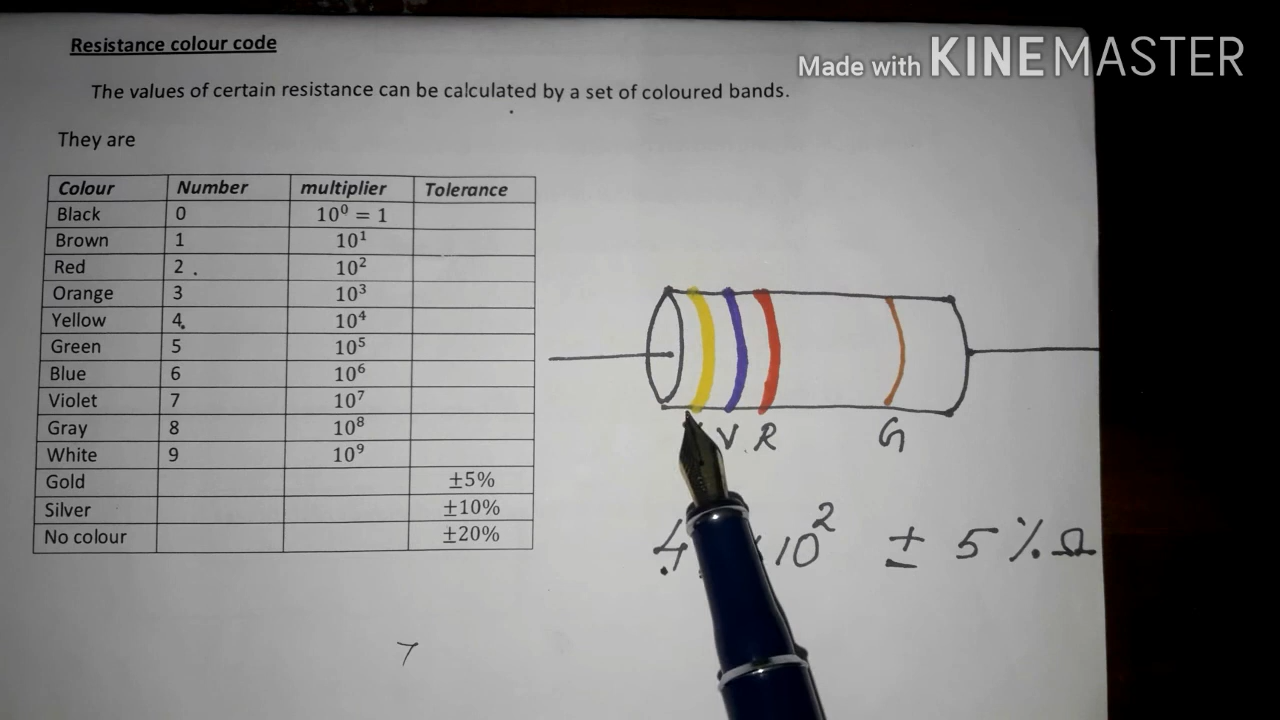 Made with KINEMASTER
Resistance colour code
The values of certain resistance can be calculated by a set of coloured bands.
They are
Colour Number multiplier Tolerance
Black 0 10⁰ = 1
Brown 1 10¹
Red 2 10²
Orange 3 10³
Yellow 4 10⁴
Green 5 10⁵
Blue 6 10⁶
Violet 7 10⁷
Gray 8 10⁸
White 9 10⁹
Gold ±5%
Silver ±10%
No colour ±20%
V R G
4 10² ± 5 % Ω
7